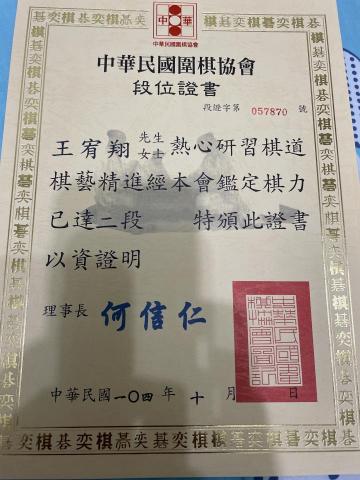 中華
中華民國圍棋協會
中華民國圍棋協會
段位證書
段證字第 057870 號
王宥翔 先生 女士 熱心研習棋道
棋藝精進經本會鑑定棋力
已達二段 特頒此證書
以資證明
理事長 何信仁
中華民國一〇四年十月 日